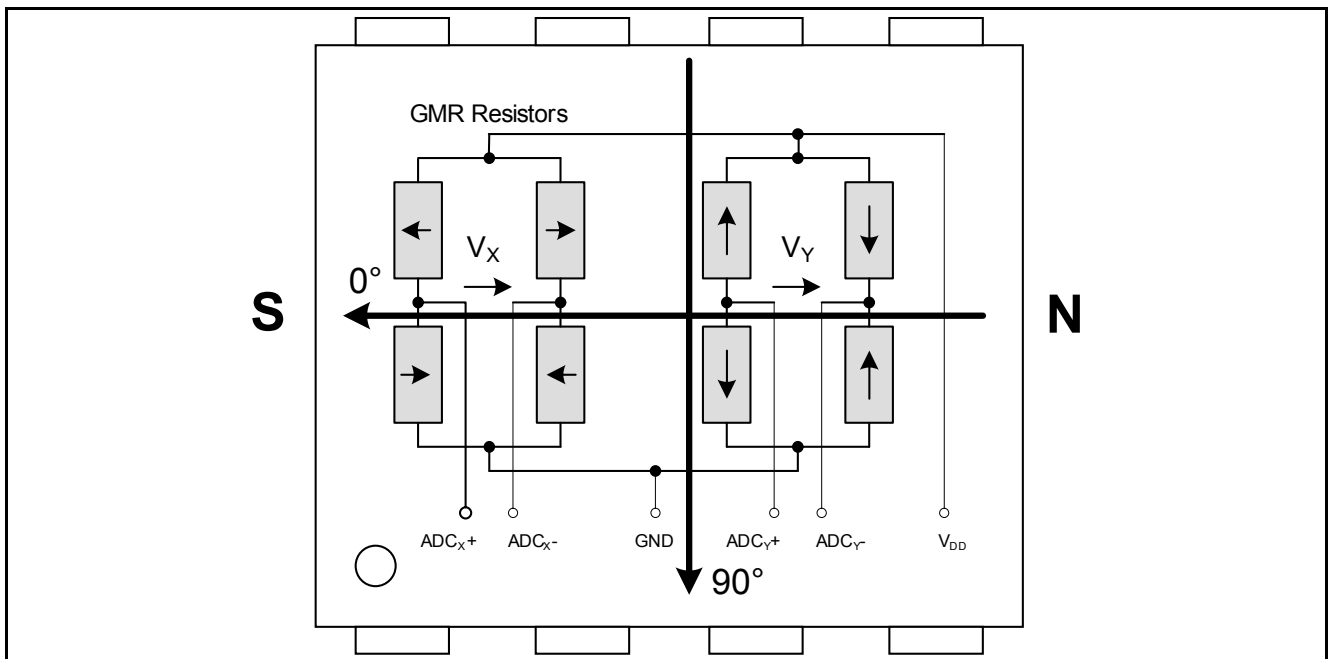 GMR Resistors
V_X
V_Y
0°
S
N
ADC_X+
ADC_X-
GND
ADC_Y+
ADC_Y-
V_DD
90°